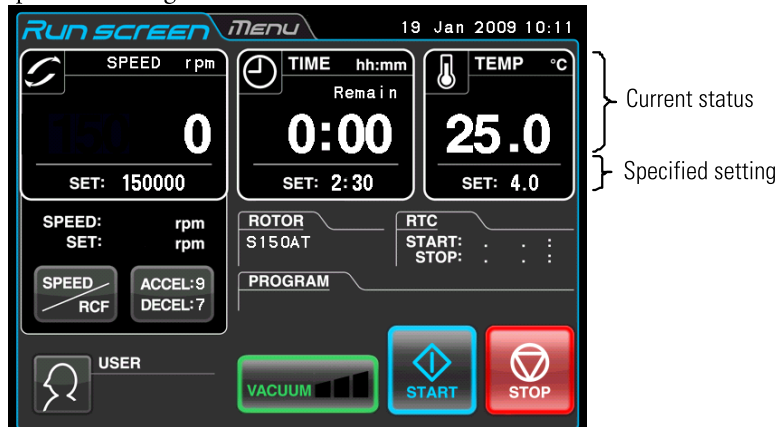 Run screen Menu 19 Jan 2009 10:11
SPEED rpm
0
SET: 150000
TIME hh:mm
Remain
0:00
SET: 2:30
TEMP °C
25.0
SET: 4.0
Current status
Specified setting
SPEED: rpm
SET: rpm
SPEED RCF
ACCEL:9
DECEL:7
ROTOR
S150AT
RTC
START: . . :
STOP: . . :
PROGRAM
USER
VACUUM
START
STOP